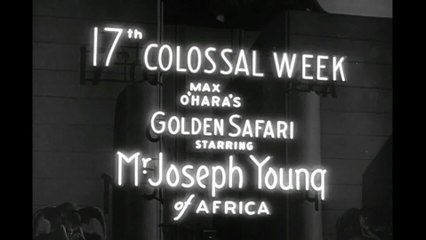 17th COLOSSAL WEEK
MAX
O'HARA'S
GOLDEN SAFARI
STARRING
Mr. Joseph Young
of AFRICA